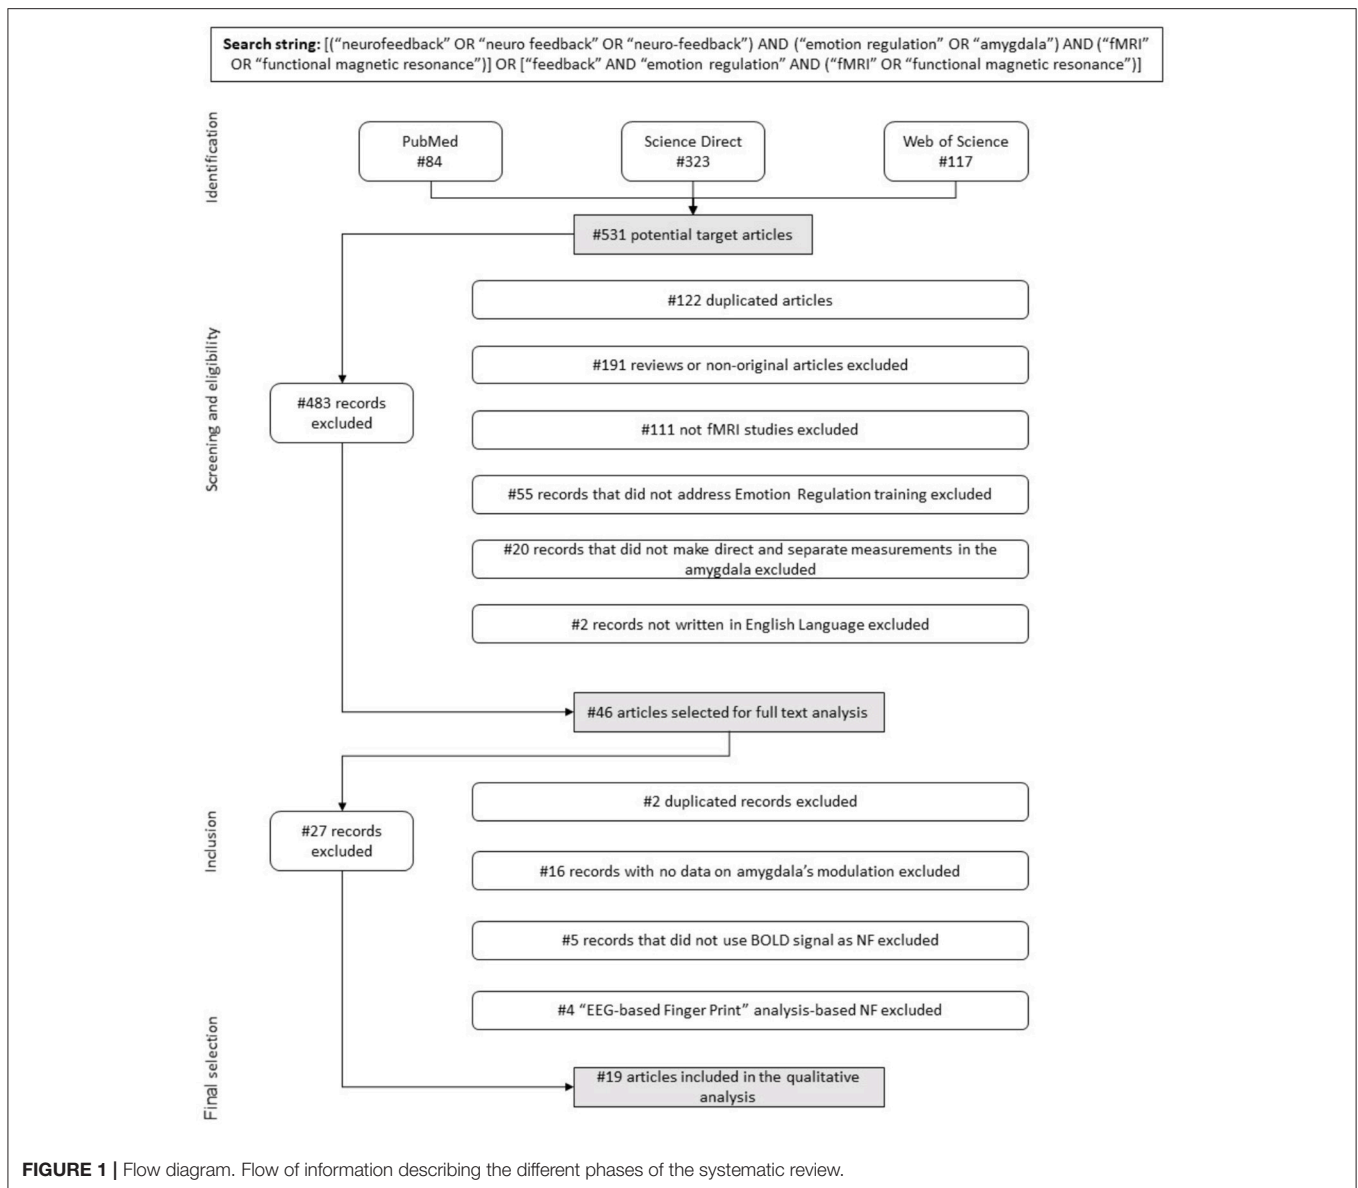 Search string: [(“neurofeedback” OR “neuro feedback” OR “neuro-feedback”) AND (“emotion regulation” OR “amygdala”) AND (“fMRI”
OR “functional magnetic resonance”)] OR [“feedback” AND “emotion regulation” AND (“fMRI” OR “functional magnetic resonance”)]
Identification
PubMed
#84
Science Direct
#323
Web of Science
#117
#531 potential target articles
Screening and eligibility
#122 duplicated articles
#191 reviews or non-original articles excluded
#483 records
excluded
#111 not fMRI studies excluded
#55 records that did not address Emotion Regulation training excluded
#20 records that did not make direct and separate measurements in the
amygdala excluded
#2 records not written in English Language excluded
#46 articles selected for full text analysis
Inclusion
#2 duplicated records excluded
#27 records
excluded
#16 records with no data on amygdala’s modulation excluded
#5 records that did not use BOLD signal as NF excluded
#4 “EEG-based Finger Print” analysis-based NF excluded
Final selection
#19 articles included in the qualitative
analysis
FIGURE 1 | Flow diagram. Flow of information describing the different phases of the systematic review.